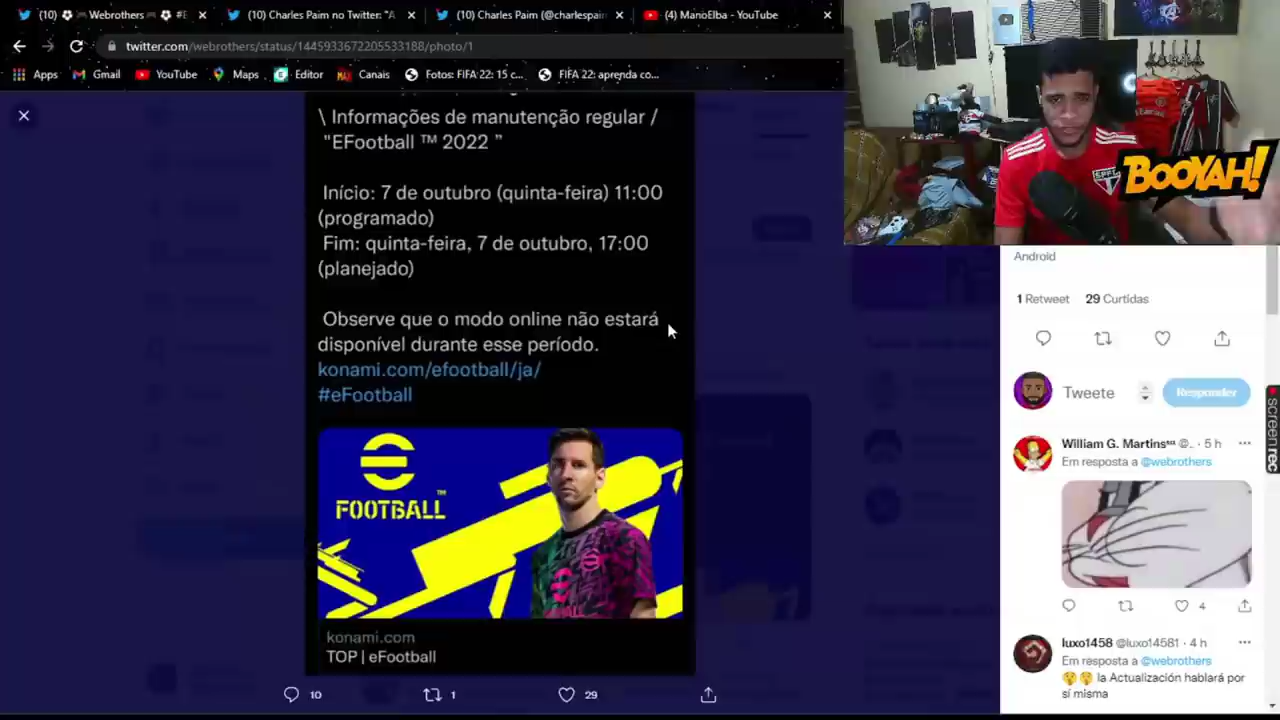 (10) ⚽🎮Webrothers🎮⚽ #E
(10) Charles Paim no Twitter: "A
(10) Charles Paim (@charlespain
(4) ManoElba - YouTube
twitter.com/webrothers/status/1445933672205533188/photo/1
Apps Gmail YouTube Maps Editor Canais Fotos: FIFA 22: 15 c... FIFA 22: aprenda co...
\ Informações de manutenção regular /
"EFootball ™ 2022 "
Início: 7 de outubro (quinta-feira) 11:00
(programado)
Fim: quinta-feira, 7 de outubro, 17:00
(planejado)
Observe que o modo online não estará
disponível durante esse período.
konami.com/efootball/ja/
#eFootball
FOOTBALL™
konami.com
TOP | eFootball
10 1 29
BOOYAH!
SPFC
Android
1 Retweet 29 Curtidas
Tweete Responder
William G. Martins @_ · 5 h
Em resposta a @webrothers
4
luxo1458 @luxo14581 · 4 h
Em resposta a @webrothers
🤫🤫 la Actualización hablará por
sí misma
screenrec